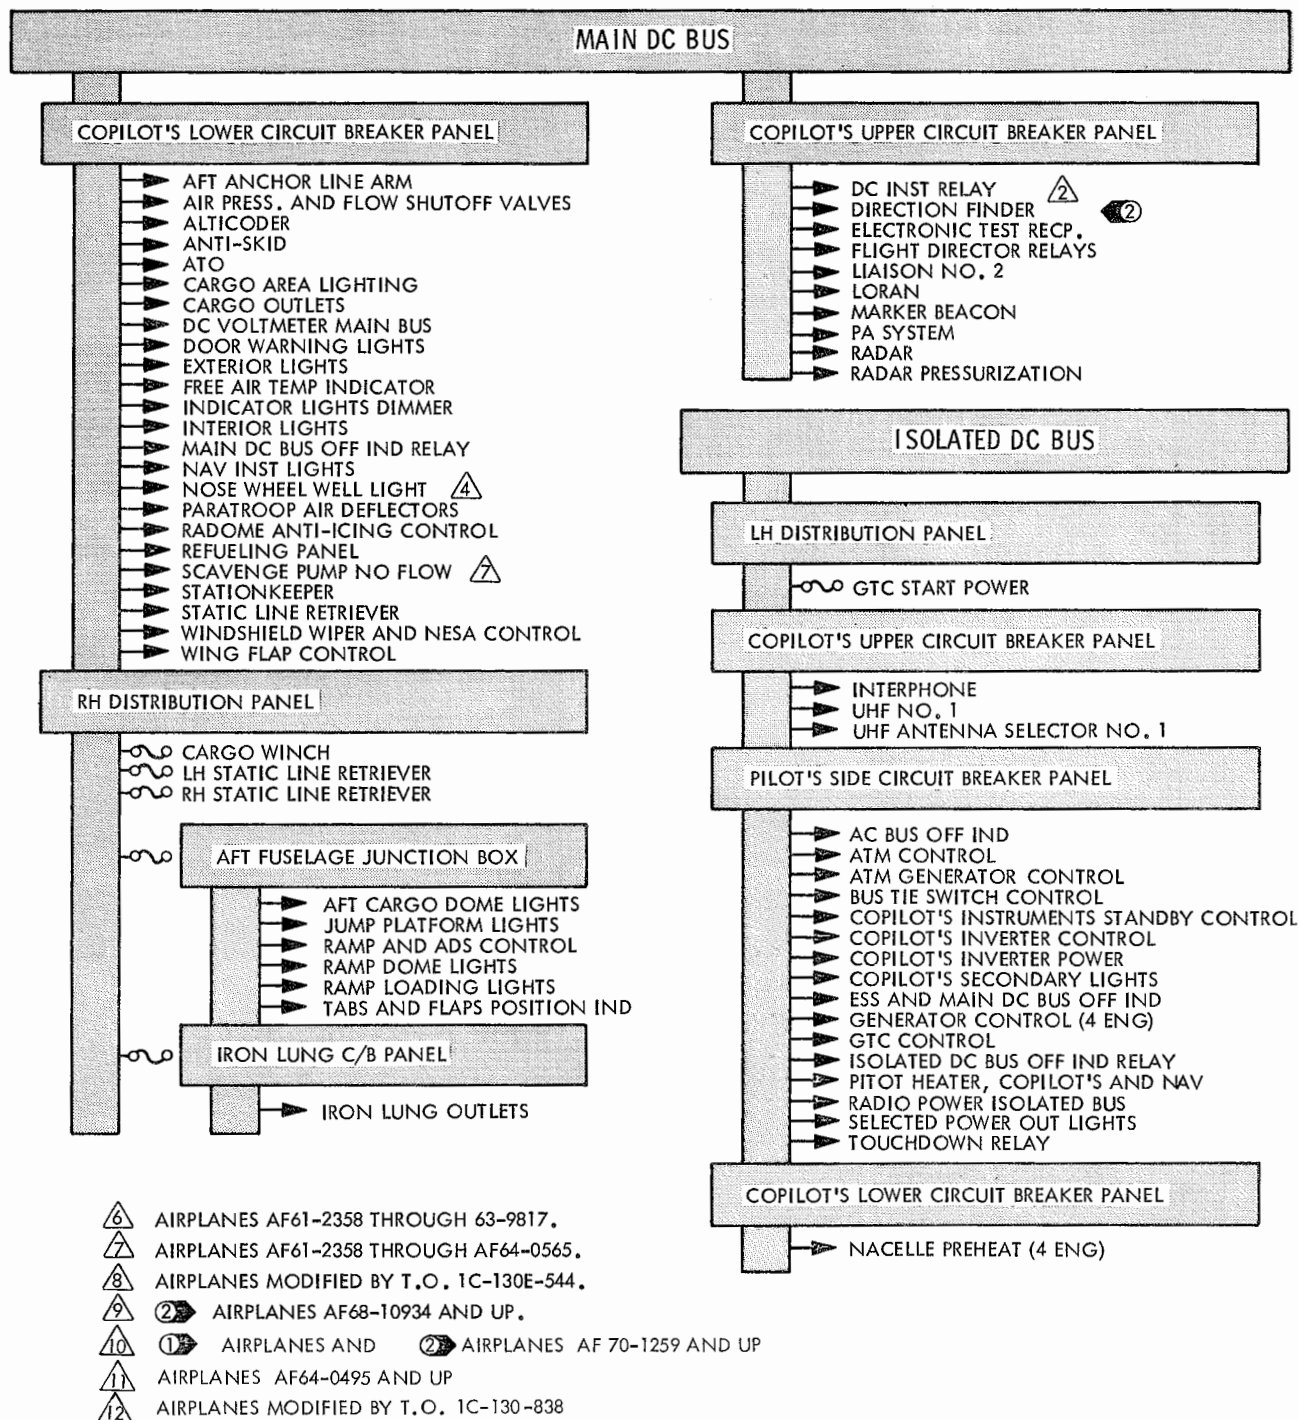 MAIN DC BUS
COPILOT'S LOWER CIRCUIT BREAKER PANEL
AFT ANCHOR LINE ARM
AIR PRESS. AND FLOW SHUTOFF VALVES
ALTICODER
ANTI-SKID
ATO
CARGO AREA LIGHTING
CARGO OUTLETS
DC VOLTMETER MAIN BUS
DOOR WARNING LIGHTS
EXTERIOR LIGHTS
FREE AIR TEMP INDICATOR
INDICATOR LIGHTS DIMMER
INTERIOR LIGHTS
MAIN DC BUS OFF IND RELAY
NAV INST LIGHTS
NOSE WHEEL WELL LIGHT 4
PARATROOP AIR DEFLECTORS
RADOME ANTI-ICING CONTROL
REFUELING PANEL
SCAVENGE PUMP NO FLOW 7
STATIONKEEPER
STATIC LINE RETRIEVER
WINDSHIELD WIPER AND NESA CONTROL
WING FLAP CONTROL
RH DISTRIBUTION PANEL
CARGO WINCH
LH STATIC LINE RETRIEVER
RH STATIC LINE RETRIEVER
AFT FUSELAGE JUNCTION BOX
AFT CARGO DOME LIGHTS
JUMP PLATFORM LIGHTS
RAMP AND ADS CONTROL
RAMP DOME LIGHTS
RAMP LOADING LIGHTS
TABS AND FLAPS POSITION IND
IRON LUNG C/B PANEL
IRON LUNG OUTLETS
COPILOT'S UPPER CIRCUIT BREAKER PANEL
DC INST RELAY 2
DIRECTION FINDER 2
ELECTRONIC TEST RECP.
FLIGHT DIRECTOR RELAYS
LIAISON NO. 2
LORAN
MARKER BEACON
PA SYSTEM
RADAR
RADAR PRESSURIZATION
ISOLATED DC BUS
LH DISTRIBUTION PANEL
GTC START POWER
COPILOT'S UPPER CIRCUIT BREAKER PANEL
INTERPHONE
UHF NO. 1
UHF ANTENNA SELECTOR NO. 1
PILOT'S SIDE CIRCUIT BREAKER PANEL
AC BUS OFF IND
ATM CONTROL
ATM GENERATOR CONTROL
BUS TIE SWITCH CONTROL
COPILOT'S INSTRUMENTS STANDBY CONTROL
COPILOT'S INVERTER CONTROL
COPILOT'S INVERTER POWER
COPILOT'S SECONDARY LIGHTS
ESS AND MAIN DC BUS OFF IND
GENERATOR CONTROL (4 ENG)
GTC CONTROL
ISOLATED DC BUS OFF IND RELAY
PITOT HEATER, COPILOT'S AND NAV
RADIO POWER ISOLATED BUS
SELECTED POWER OUT LIGHTS
TOUCHDOWN RELAY
COPILOT'S LOWER CIRCUIT BREAKER PANEL
NACELLE PREHEAT (4 ENG)
6 AIRPLANES AF61-2358 THROUGH 63-9817.
7 AIRPLANES AF61-2358 THROUGH AF64-0565.
8 AIRPLANES MODIFIED BY T.O. 1C-130E-544.
9 2 AIRPLANES AF68-10934 AND UP.
10 1 AIRPLANES AND 2 AIRPLANES AF 70-1259 AND UP
11 AIRPLANES AF64-0495 AND UP
12 AIRPLANES MODIFIED BY T.O. 1C-130-838